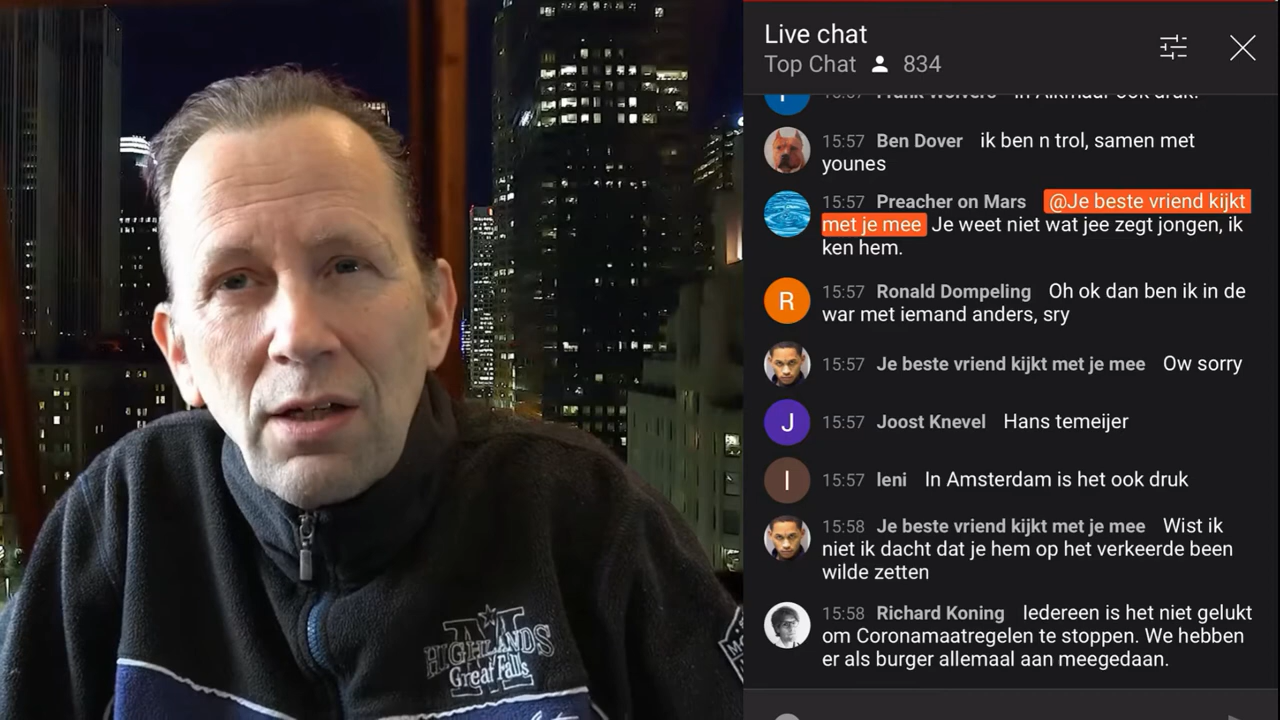 Live chat
Top Chat 834
15:57 Ben Dover ik ben n trol, samen met
younes
15:57 Preacher on Mars @Je beste vriend kijkt
met je mee Je weet niet wat jee zegt jongen, ik
ken hem.
R 15:57 Ronald Dompeling Oh ok dan ben ik in de
war met iemand anders, sry
15:57 Je beste vriend kijkt met je mee Ow sorry
J 15:57 Joost Knevel Hans temeijer
I 15:57 leni In Amsterdam is het ook druk
15:58 Je beste vriend kijkt met je mee Wist ik
niet ik dacht dat je hem op het verkeerde been
wilde zetten
15:58 Richard Koning Iedereen is het niet gelukt
om Coronamaatregelen te stoppen. We hebben
er als burger allemaal aan meegedaan.
HIGHLANDS
Great Falls